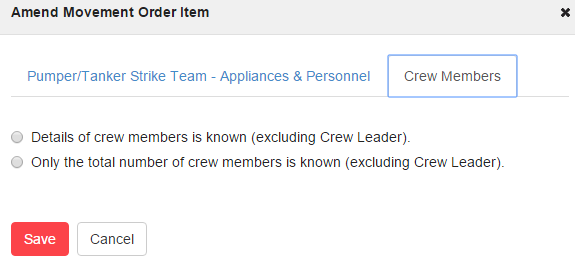 Amend Movement Order Item ×
Pumper/Tanker Strike Team - Appliances & Personnel Crew Members
Details of crew members is known (excluding Crew Leader).
Only the total number of crew members is known (excluding Crew Leader).
Save Cancel